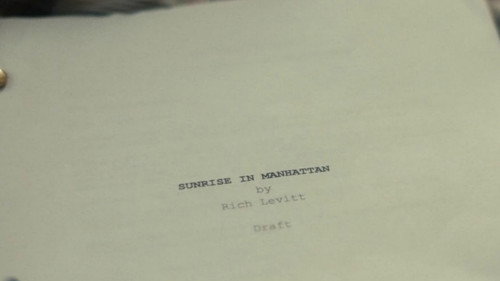 SUNRISE IN MANHATTAN
by
Rich Levitt
Draft